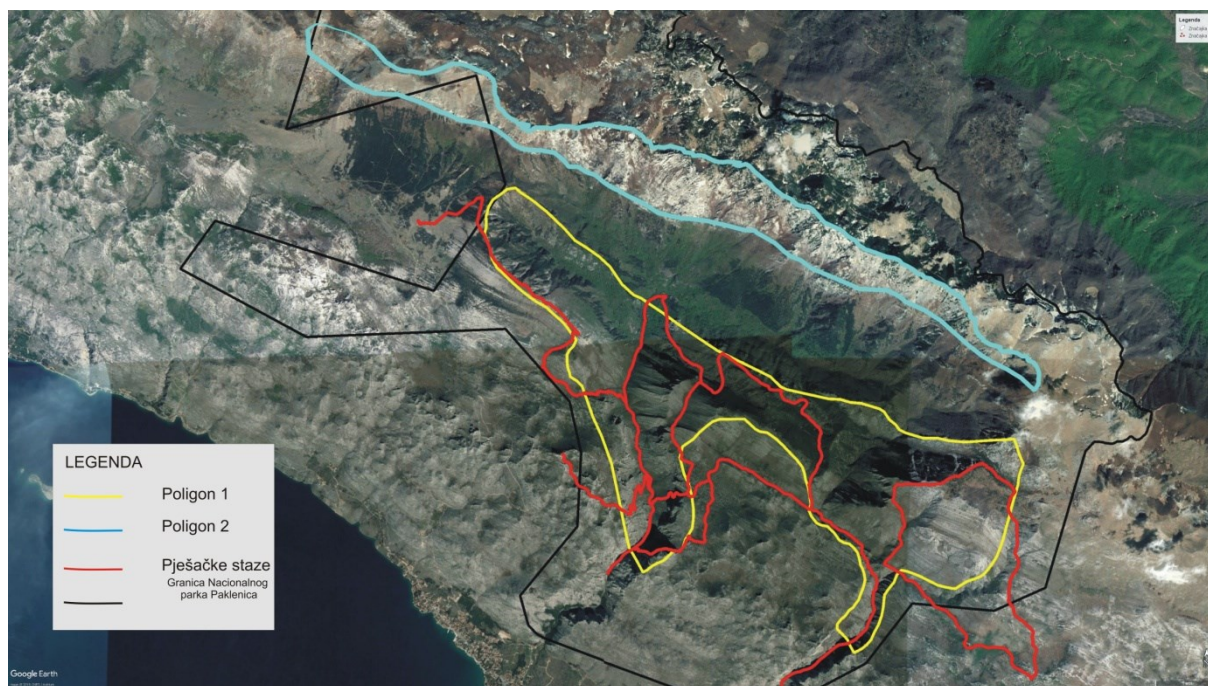 Legenda
LEGENDA
Poligon 1
Poligon 2
Pješačke staze
Granica Nacionalnog
parka Paklenica
Google Earth